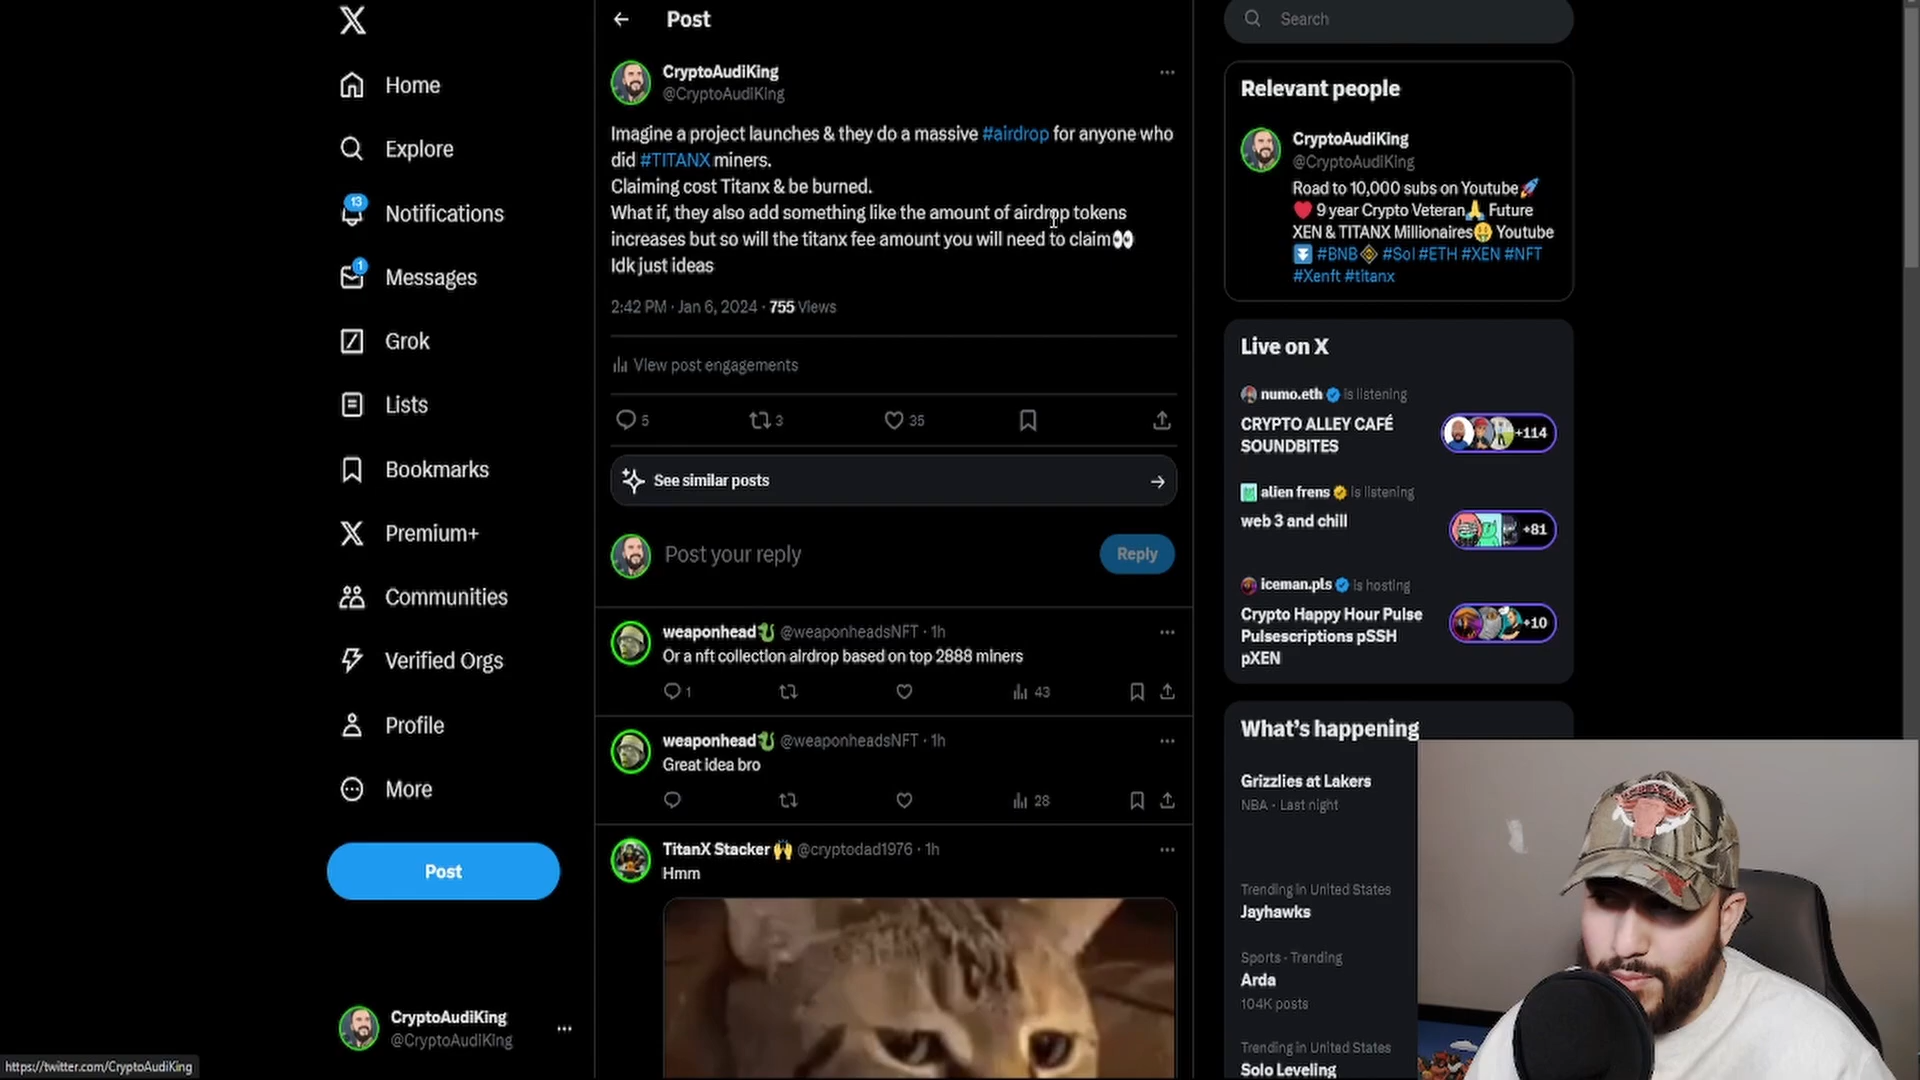 Home
Explore
13
Notifications
1
Messages
Grok
Lists
Bookmarks
Premium+
Communities
Verified Orgs
Profile
More
Post
CryptoAudiKing
@CryptoAudiKing
https://twitter.com/CryptoAudiKing
Post
CryptoAudiKing
@CryptoAudiKing
Imagine a project launches & they do a massive #airdrop for anyone who
did #TITANX miners.
Claiming cost Titanx & be burned.
What if, they also add something like the amount of airdrop tokens
increases but so will the titanx fee amount you will need to claim👀
Idk just ideas
2:42 PM · Jan 6, 2024 · 755 Views
View post engagements
5 3 35
See similar posts
Post your reply
Reply
weaponhead @weaponheadsNFT · 1h
Or a nft collection airdrop based on top 2888 miners
1 43
weaponhead @weaponheadsNFT · 1h
Great idea bro
28
TitanX Stacker 🙌 @cryptodad1976 · 1h
Hmm
Search
Relevant people
CryptoAudiKing
@CryptoAudiKing
Road to 10,000 subs on Youtube🚀
❤️ 9 year Crypto Veteran🙏 Future
XEN & TITANX Millionaires🤑 Youtube
⏬ #BNB #Sol #ETH #XEN #NFT
#Xenft #titanx
Live on X
numo.eth is listening
CRYPTO ALLEY CAFÉ
SOUNDBITES
+114
alien frens is listening
web 3 and chill
+81
iceman.pls is hosting
Crypto Happy Hour Pulse
Pulsescriptions pSSH
pXEN
+10
What's happening
Grizzlies at Lakers
NBA · Last night
Trending in United States
Jayhawks
Sports · Trending
Arda
104K posts
Trending in United States
Solo Leveling